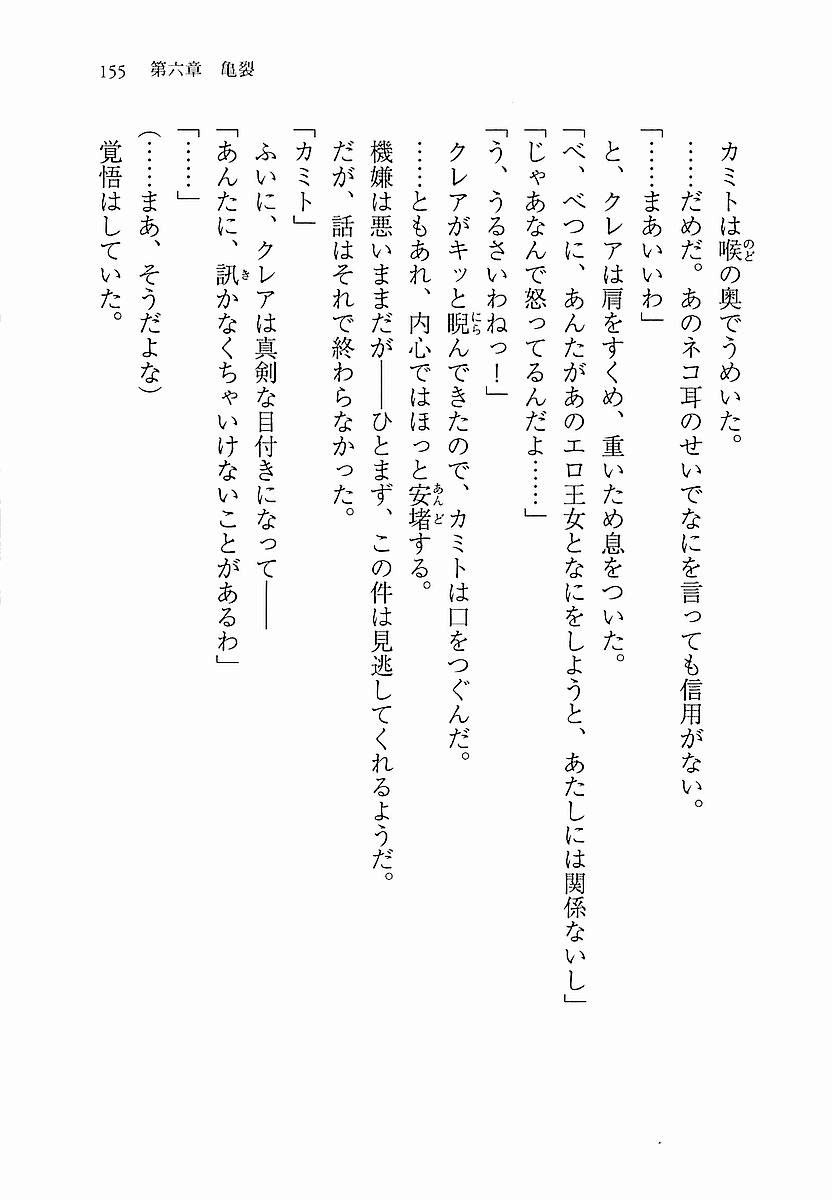 155　第六章　亀裂
カミトは喉の奥でうめいた。
……だめだ。あのネコ耳のせいでなにを言っても信用がない。
「……まあいいわ」
と、クレアは肩をすくめ、重いため息をついた。
「べ、べつに、あんたがあのエロ王女となにをしようと、あたしには関係ないし」
「じゃあなんで怒ってるんだよ……」
「う、うるさいわねっ！」
クレアがキッと睨んできたので、カミトは口をつぐんだ。
……ともあれ、内心ではほっと安堵する。
機嫌は悪いままだが――ひとまず、この件は見逃してくれるようだ。
だが、話はそれで終わらなかった。
「カミト」
ふいに、クレアは真剣な目付きになって――
「あんたに、訊かなくちゃいけないことがあるわ」
「……」
（……まあ、そうだよな）
覚悟はしていた。